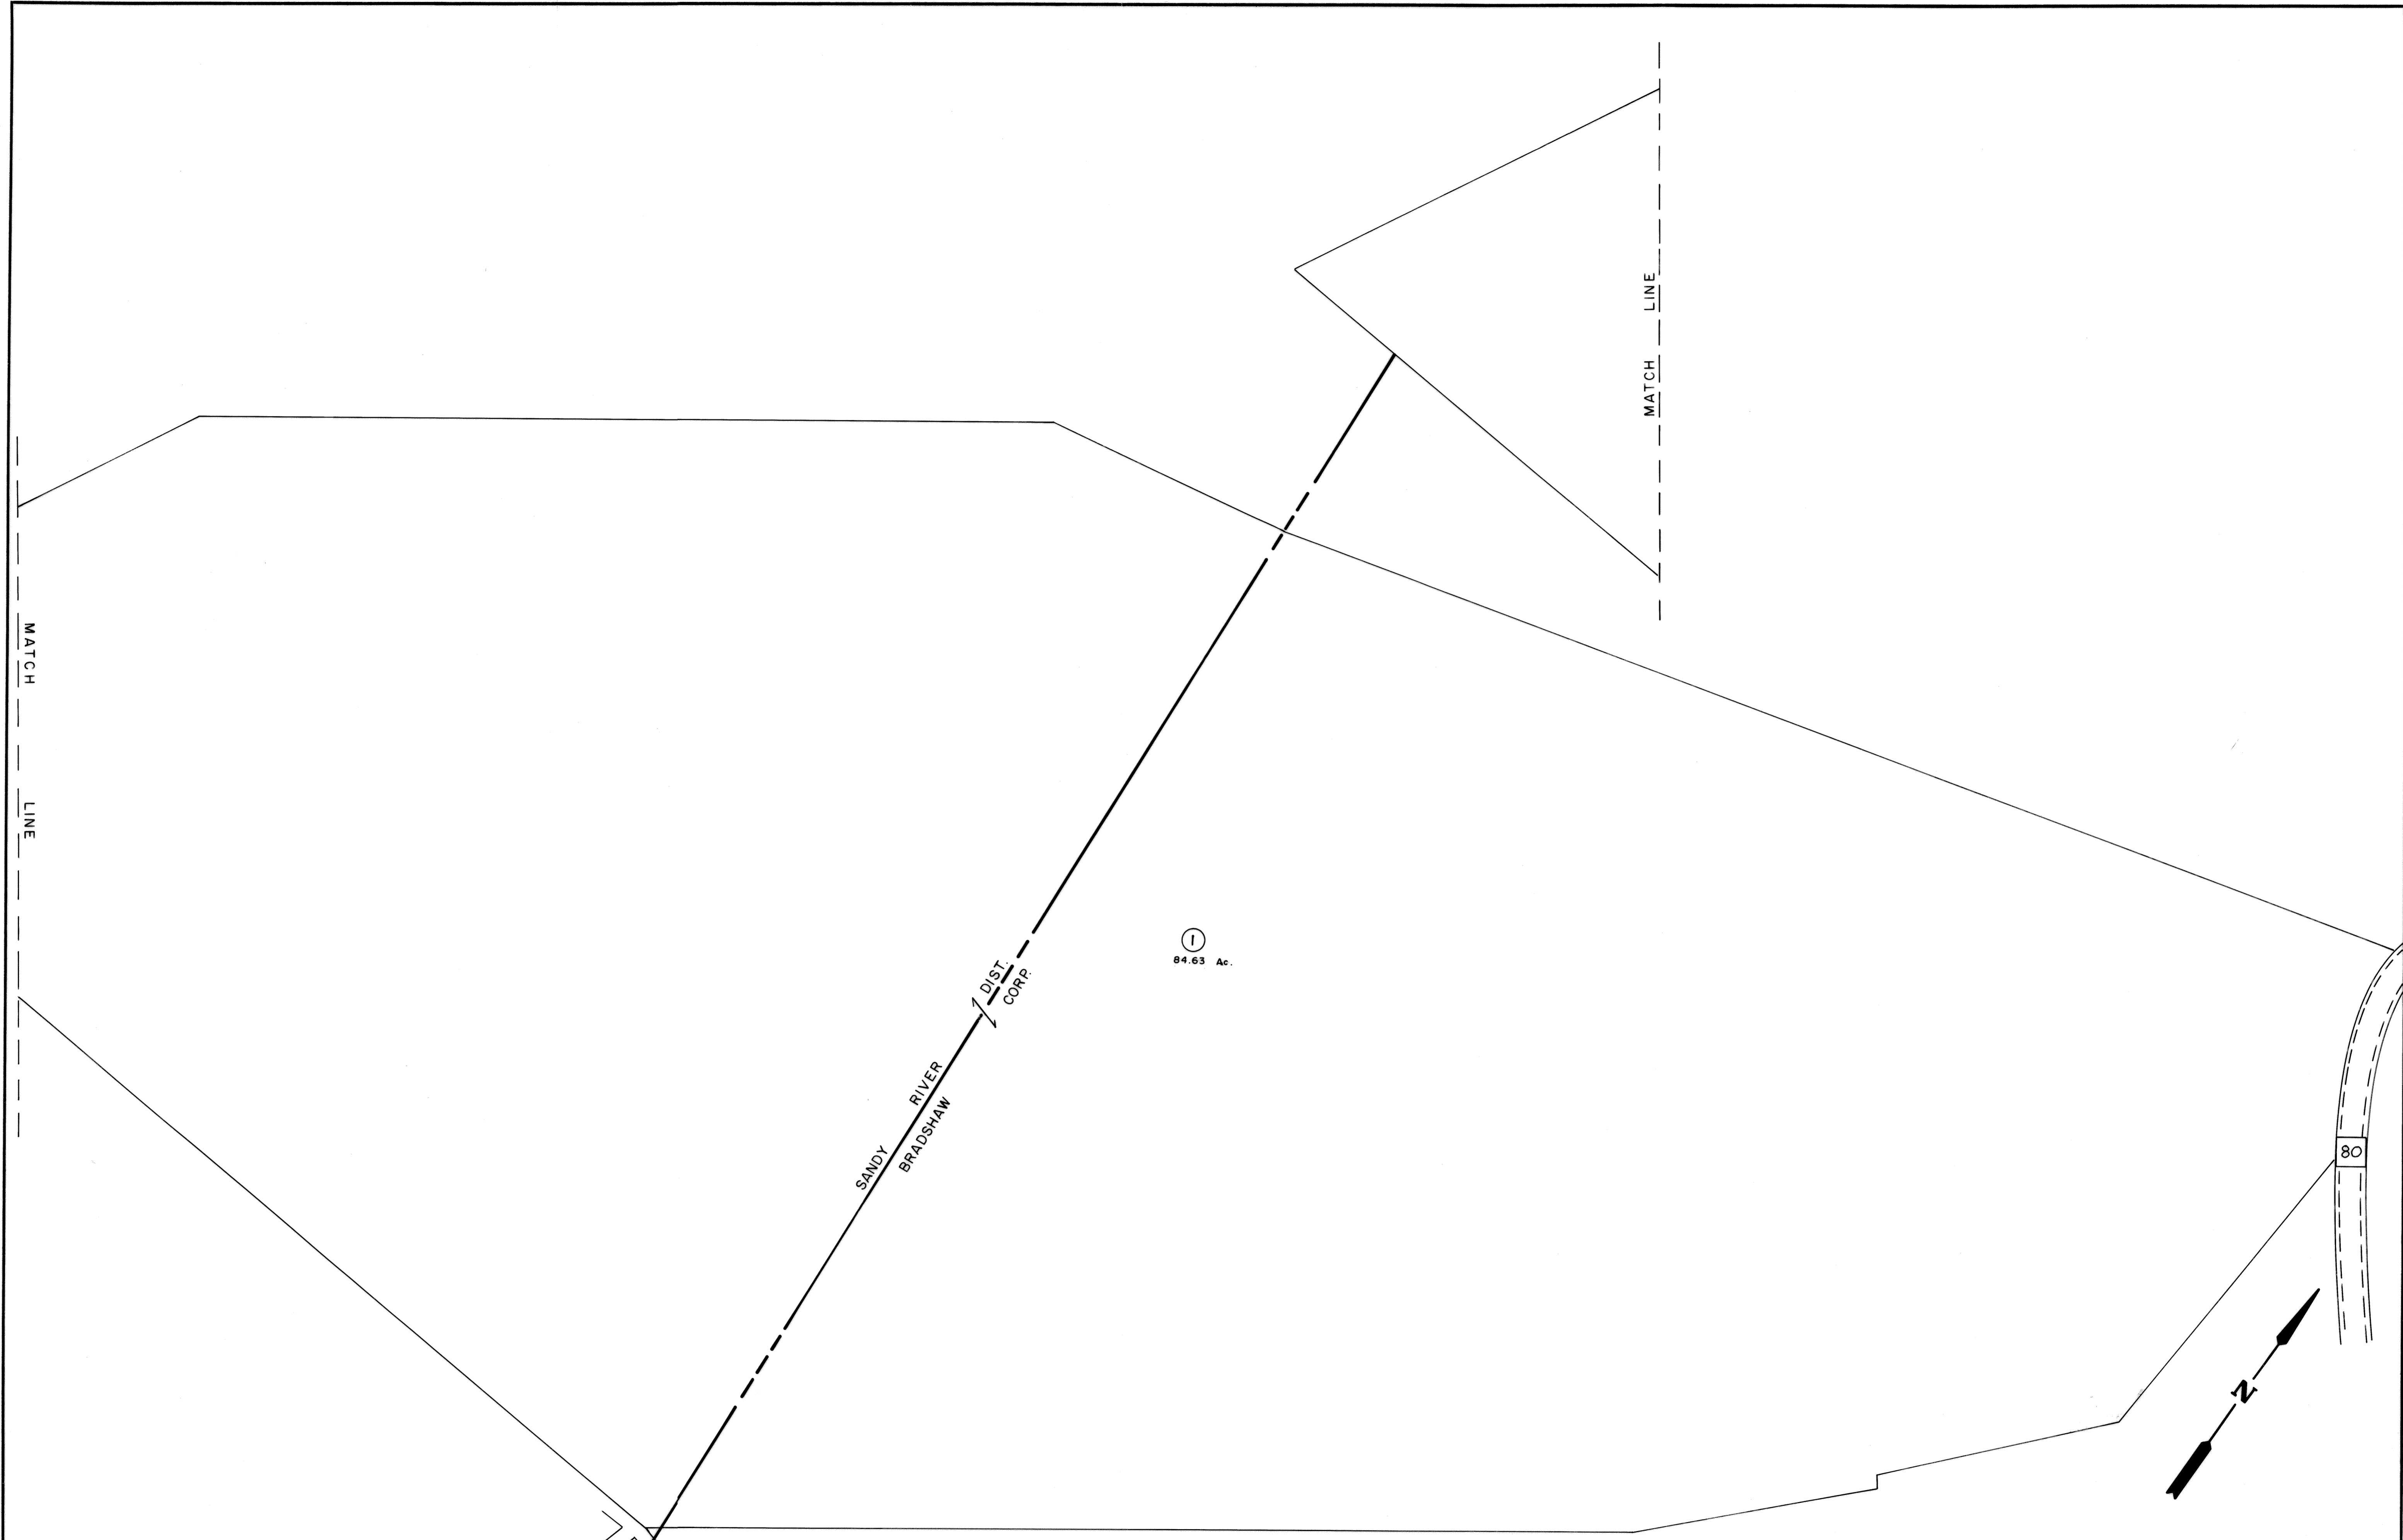 MATCH LINE
MATCH LINE
1
84.63 Ac.
DIST.
CORP.
SANDY RIVER
BRADSHAW
80
N